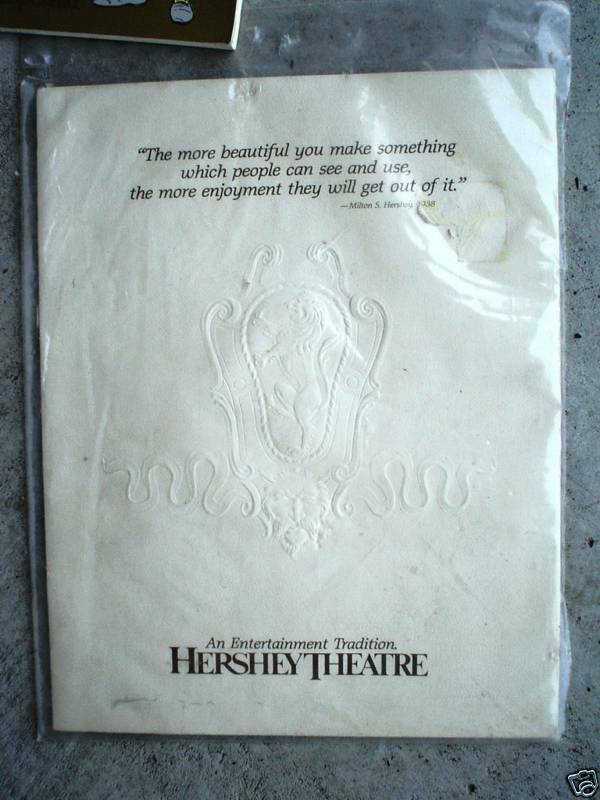 “The more beautiful you make something
which people can see and use,
the more enjoyment they will get out of it.”
—Milton S. Hershey, 1938
An Entertainment Tradition.
HERSHEY THEATRE